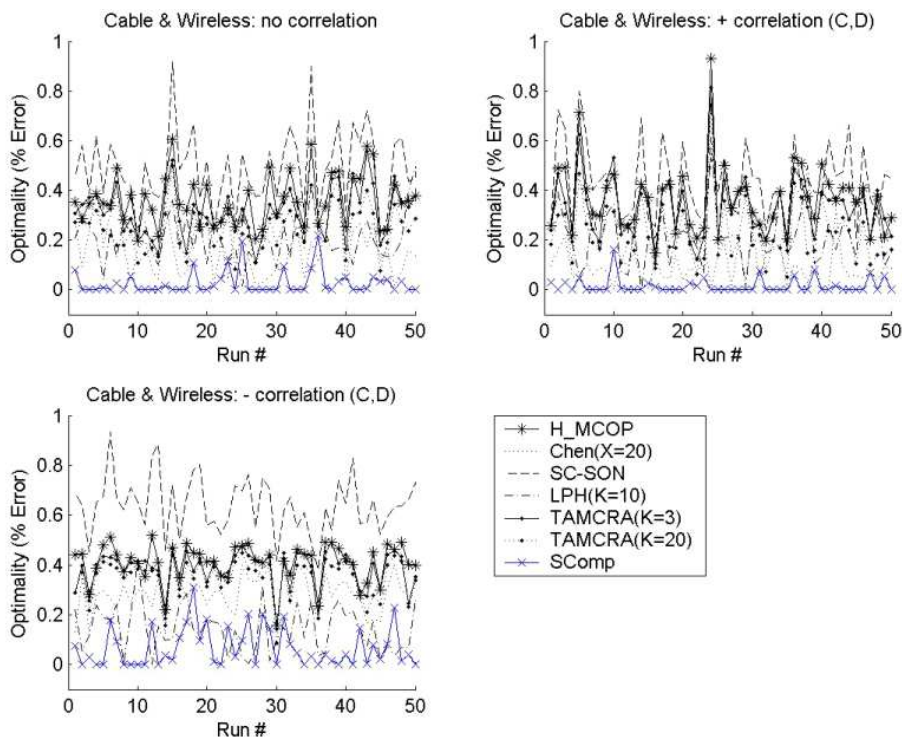 Cable & Wireless: no correlation
Optimality (% Error)
1
0.8
0.6
0.4
0.2
0
0 10 20 30 40 50
Run #
Cable & Wireless: + correlation (C,D)
Optimality (% Error)
1
0.8
0.6
0.4
0.2
0
0 10 20 30 40 50
Run #
Cable & Wireless: - correlation (C,D)
Optimality (% Error)
1
0.8
0.6
0.4
0.2
0
0 10 20 30 40 50
Run #
H_MCOP
Chen(X=20)
SC-SON
LPH(K=10)
TAMCRA(K=3)
TAMCRA(K=20)
SComp